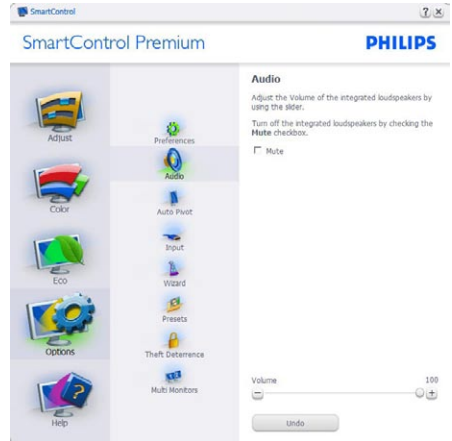 SmartControl
? ×
SmartControl Premium
PHILIPS
Adjust
Color
Eco
Options
Help
Preferences
Audio
Auto Pivot
Input
Wizard
Presets
Theft Deterrence
Multi Monitors
Audio
Adjust the Volume of the integrated loudspeakers by
using the slider.
Turn off the integrated loudspeakers by checking the
Mute checkbox.
Mute
Volume 100
Undo